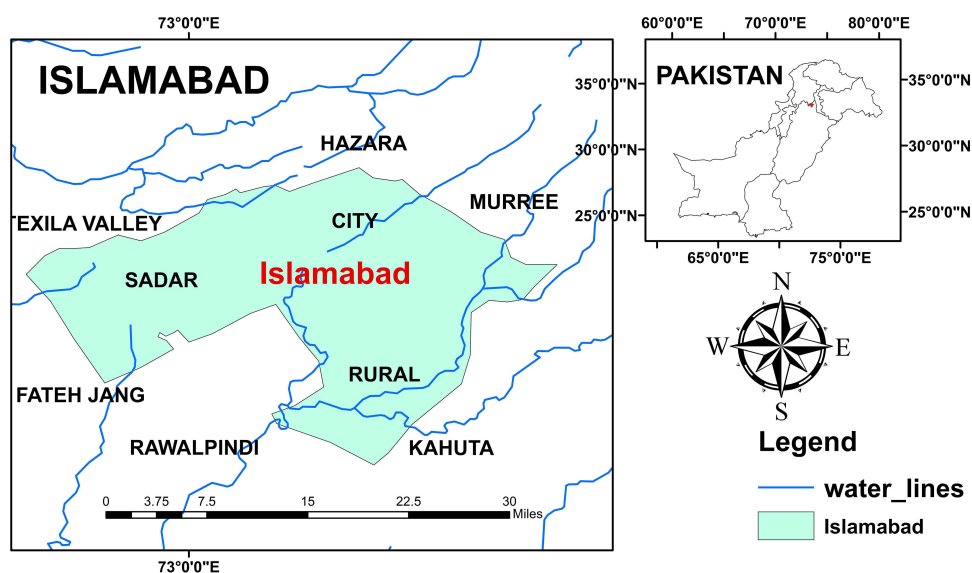 73°0'0"E
60°0'0"E 70°0'0"E 80°0'0"E
ISLAMABAD
PAKISTAN
35°0'0"N
35°0'0"N
HAZARA
30°0'0"N
30°0'0"N
MURREE
25°0'0"N
25°0'0"N
TEXILA VALLEY
CITY
65°0'0"E 75°0'0"E
SADAR
Islamabad
N
W E
S
RURAL
FATEH JANG
RAWALPINDI
KAHUTA
Legend
water_lines
Islamabad
0 3.75 7.5 15 22.5 30
Miles
73°0'0"E